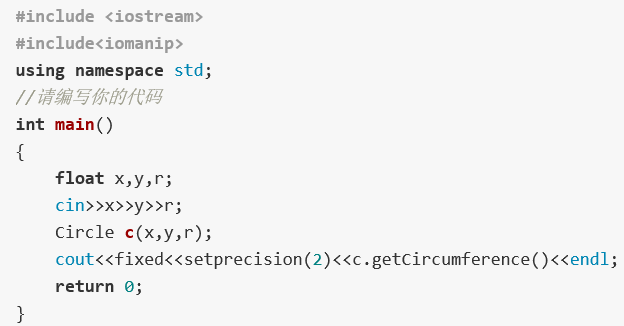 #include <iostream>
#include<iomanip>
using namespace std;
//请编写你的代码
int main()
{
    float x,y,r;
    cin>>x>>y>>r;
    Circle c(x,y,r);
    cout<<fixed<<setprecision(2)<<c.getCircumference()<<endl;
    return 0;
}